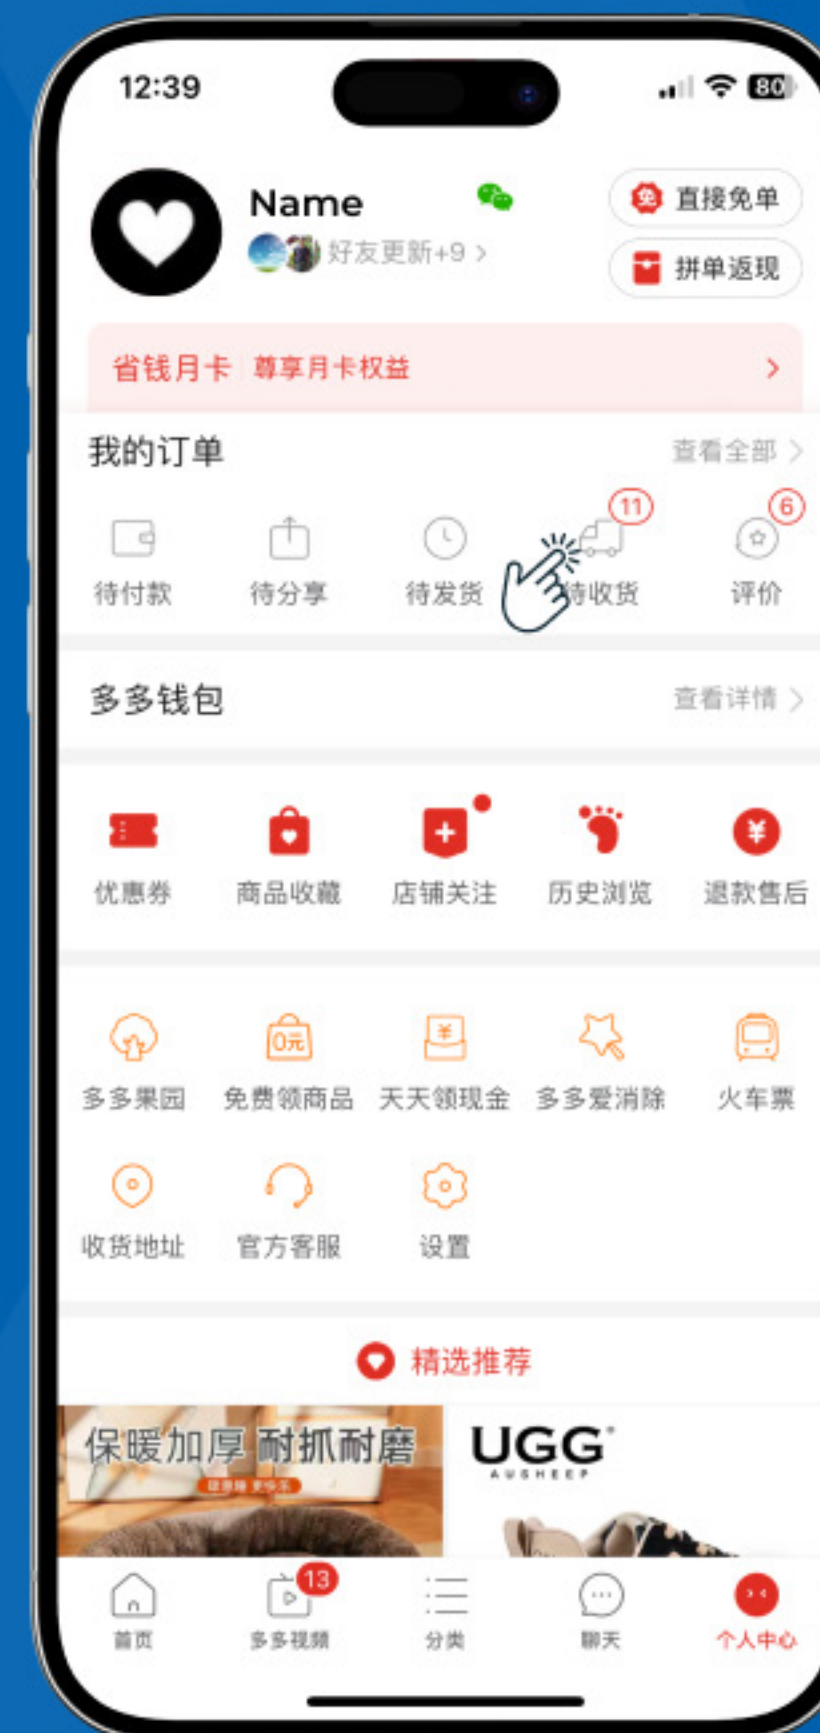 12:39
80
Name
直接免单
好友更新+9 >
拼单返现
省钱月卡 尊享月卡权益 >
我的订单
查看全部 >
11
6
待付款 待分享 待发货 待收货 评价
多多钱包
查看详情 >
优惠券 商品收藏 店铺关注 历史浏览 退款售后
0元
多多果园 免费领商品 天天领现金 多多爱消除 火车票
收货地址 官方客服 设置
精选推荐
保暖加厚 耐抓耐磨
UGG
AUSHEEP
13
首页 多多视频 分类 聊天 个人中心